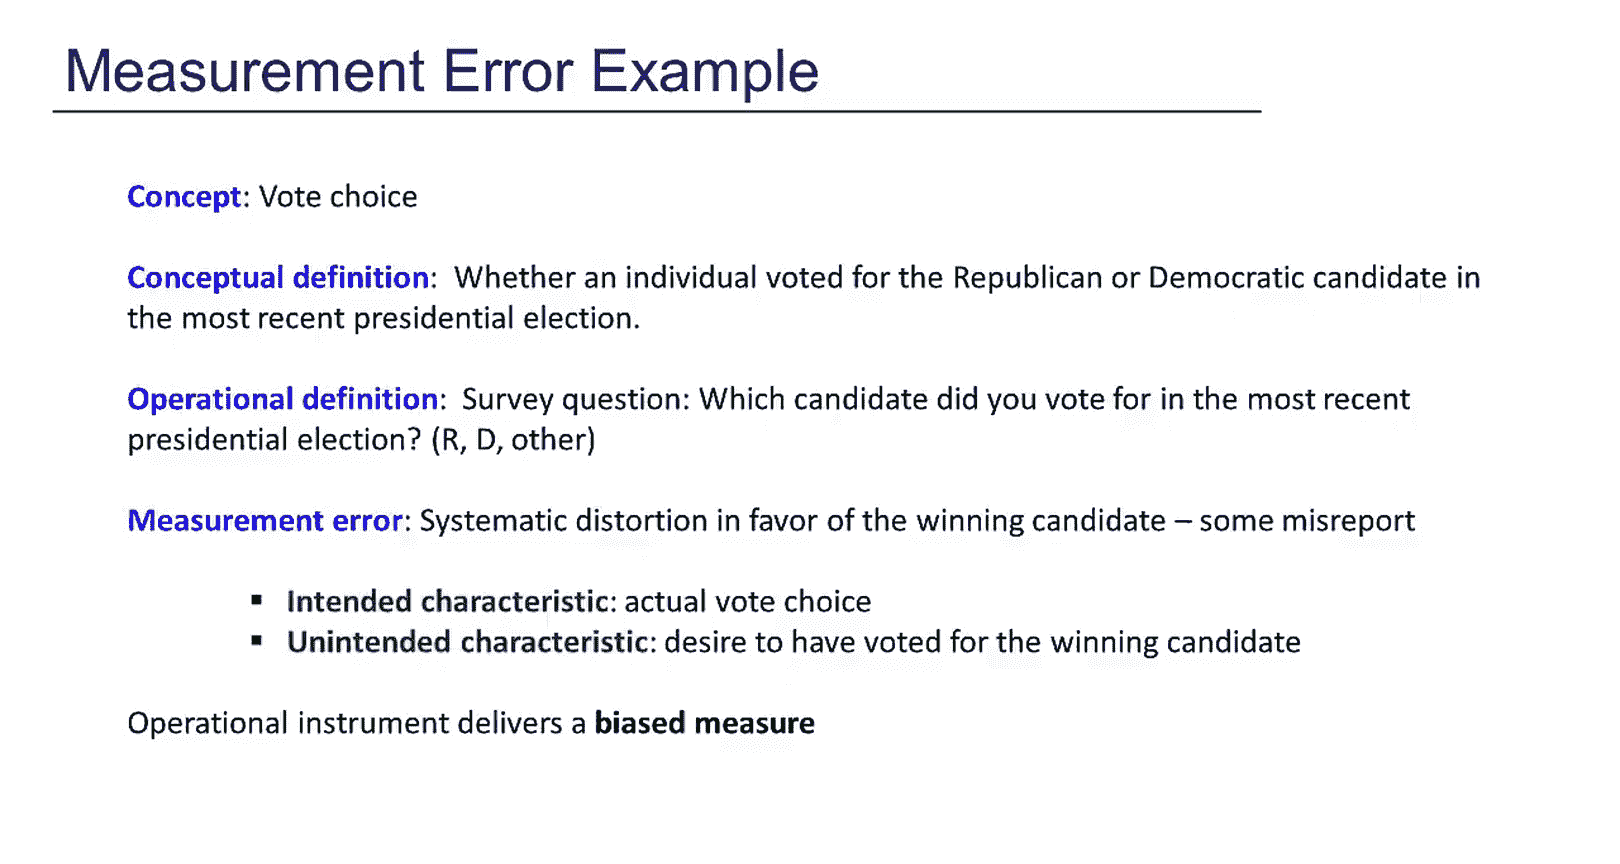 Measurement Error Example
Concept: Vote choice
Conceptual definition:  Whether an individual voted for the Republican or Democratic candidate in
the most recent presidential election.
Operational definition:  Survey question: Which candidate did you vote for in the most recent
presidential election? (R, D, other)
Measurement error: Systematic distortion in favor of the winning candidate – some misreport
▪ Intended characteristic: actual vote choice
▪ Unintended characteristic: desire to have voted for the winning candidate
Operational instrument delivers a biased measure